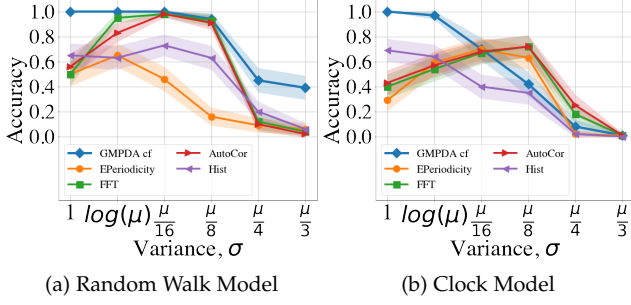 1.0
0.8
0.6
0.4
0.2
0.0
Accuracy
GMPDA cf
EPeriodicity
FFT
AutoCor
Hist
1 log(μ) μ/16 μ/8 μ/4 μ/3
Variance, σ
(a) Random Walk Model
1.0
0.8
0.6
0.4
0.2
0.0
Accuracy
GMPDA cf
EPeriodicity
FFT
AutoCor
Hist
1 log(μ) μ/16 μ/8 μ/4 μ/3
Variance, σ
(b) Clock Model